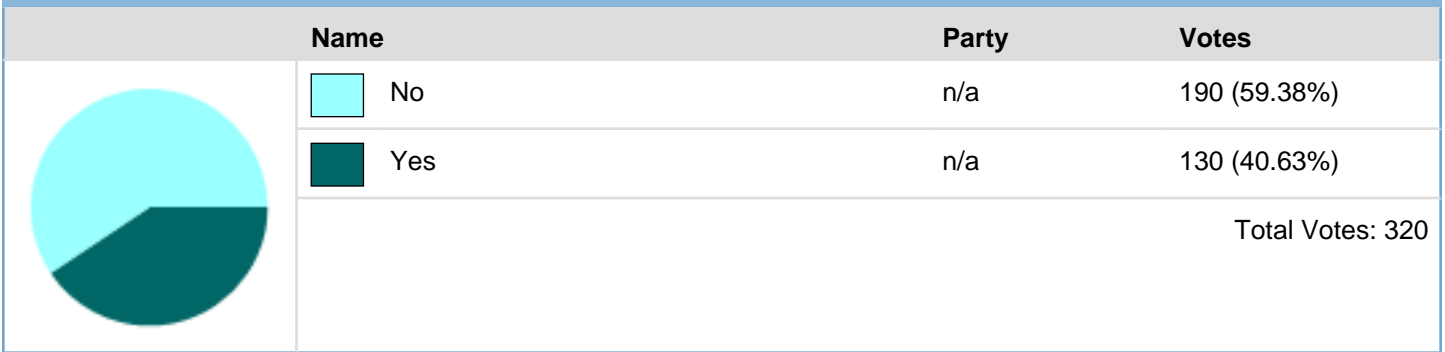 Name Party Votes
No n/a 190 (59.38%)
Yes n/a 130 (40.63%)
Total Votes: 320